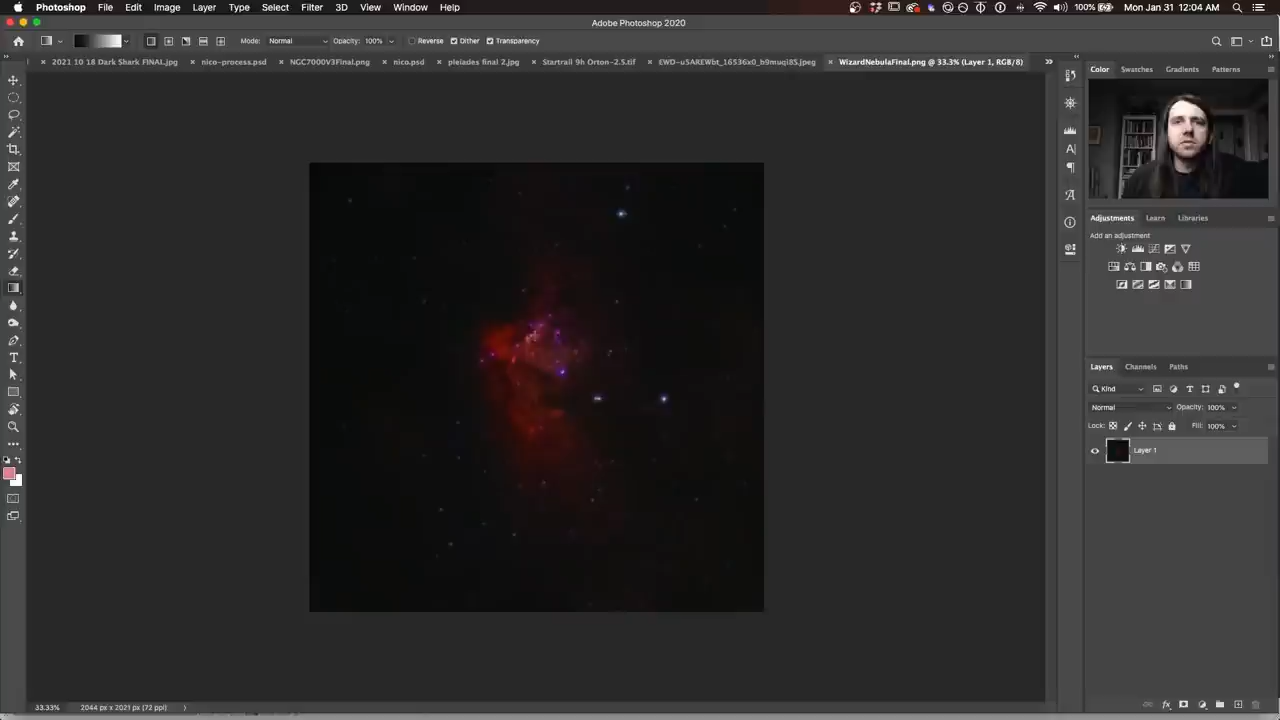 Photoshop File Edit Image Layer Type Select Filter 3D View Window Help 100% Mon Jan 31 12:04 AM
Adobe Photoshop 2020
Mode: Normal Opacity: 100% Reverse Dither Transparency
2021 10 18 Dark Shark FINAL.jpg nico-process.psd NGC7000V3Final.png nico.psd pleiades final 2.jpg Startrail 9h Orton-2.5.tif EWD-u5AREWbt_16536x0_b9muqi85.jpeg WizardNebulaFinal.png @ 33.3% (Layer 1, RGB/8)
Color Swatches Gradients Patterns
Adjustments Learn Libraries
Add an adjustment
Layers Channels Paths
Kind
Normal Opacity: 100%
Lock: Fill: 100%
Layer 1
33.33% 2044 px x 2021 px (72 ppi)